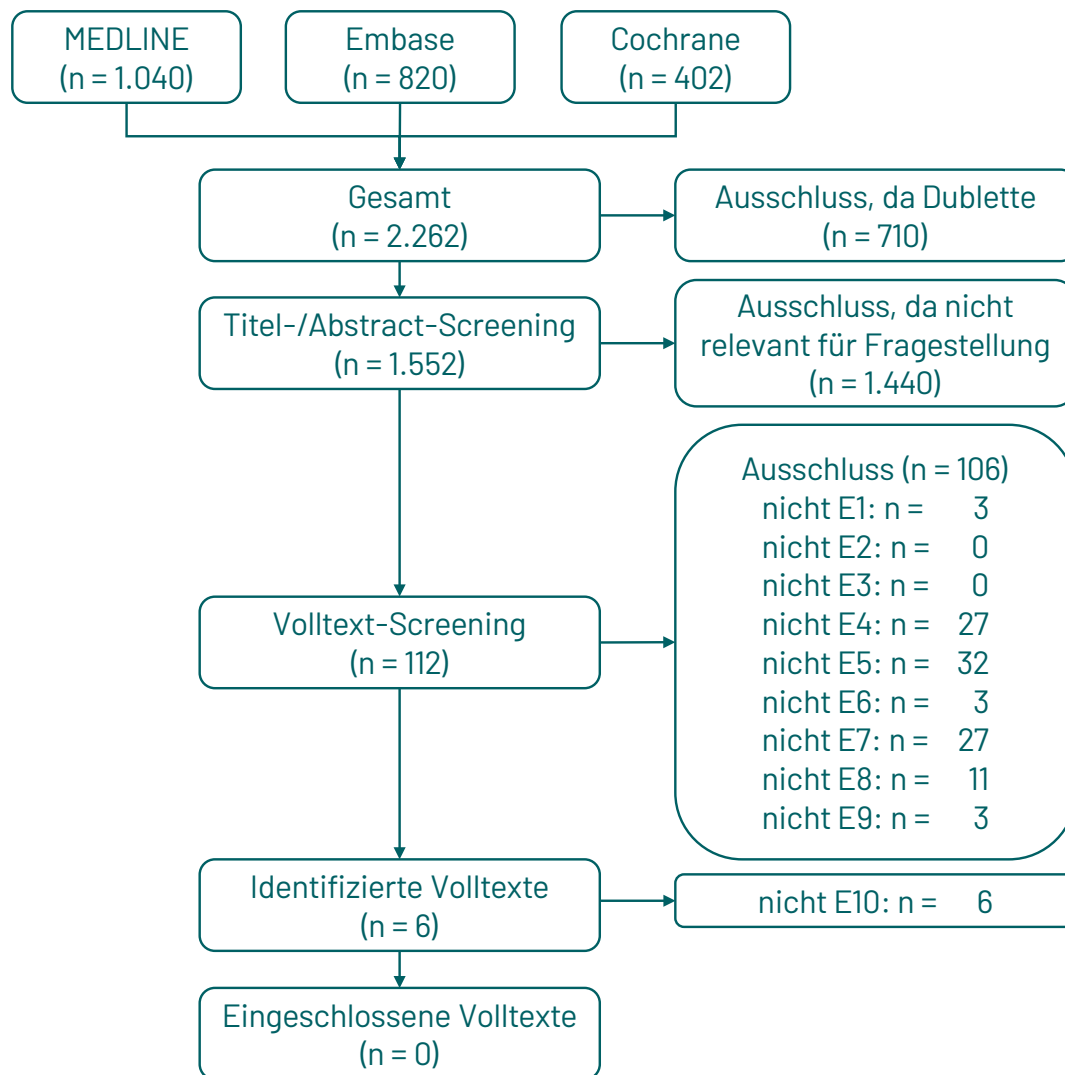 MEDLINE
(n = 1.040)
Embase
(n = 820)
Cochrane
(n = 402)
Gesamt
(n = 2.262)
Ausschluss, da Dublette
(n = 710)
Titel-/Abstract-Screening
(n = 1.552)
Ausschluss, da nicht
relevant für Fragestellung
(n = 1.440)
Volltext-Screening
(n = 112)
Ausschluss (n = 106)
nicht E1: n = 3
nicht E2: n = 0
nicht E3: n = 0
nicht E4: n = 27
nicht E5: n = 32
nicht E6: n = 3
nicht E7: n = 27
nicht E8: n = 11
nicht E9: n = 3
Identifizierte Volltexte
(n = 6)
nicht E10: n = 6
Eingeschlossene Volltexte
(n = 0)